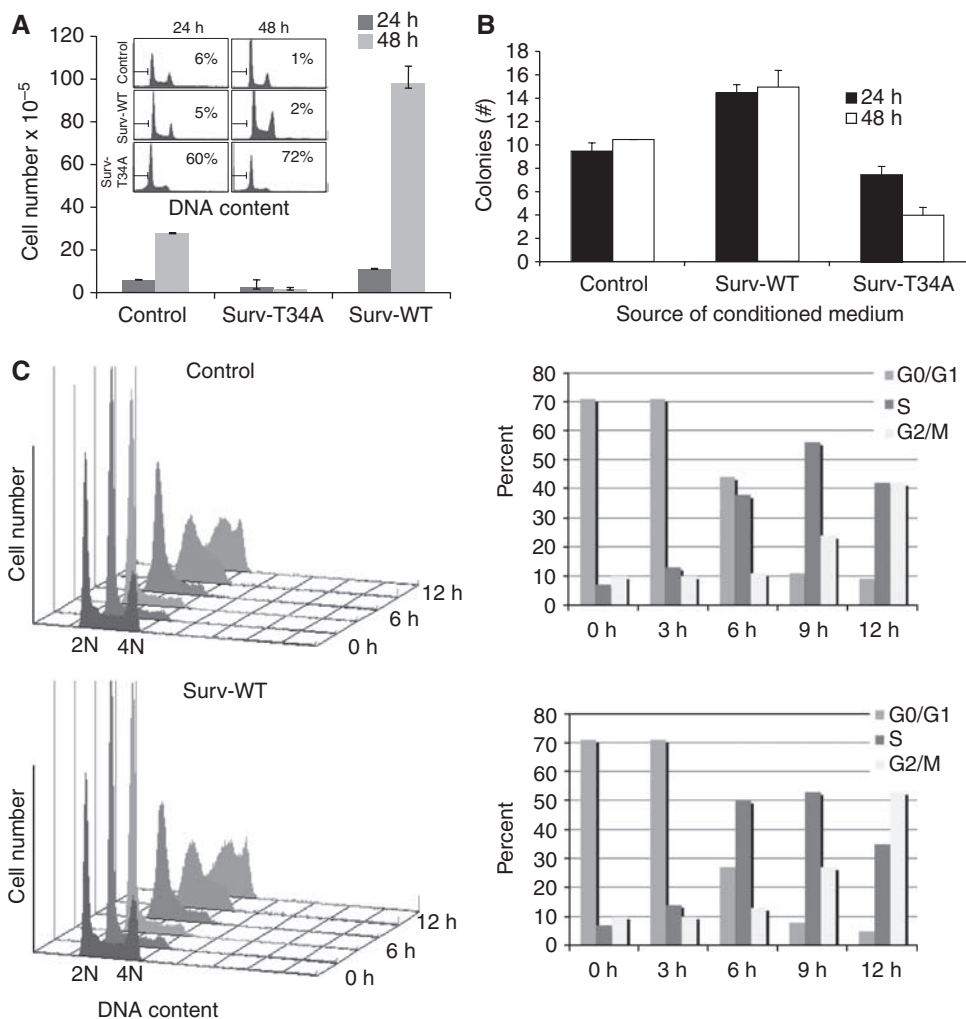 A
24 h
48 h
24 h
48 h
120
100
80
60
40
20
0
Cell number x 10⁻⁵
Control
6%
1%
Surv-WT
5%
2%
Surv-
T34A
60%
72%
DNA content
Control
Surv-T34A
Surv-WT
B
18
16
14
12
10
8
6
4
2
0
Colonies (#)
24 h
48 h
Control
Surv-WT
Surv-T34A
Source of conditioned medium
C
Control
Cell number
2N
4N
0 h
6 h
12 h
80
70
60
50
40
30
20
10
0
Percent
G0/G1
S
G2/M
0 h
3 h
6 h
9 h
12 h
Surv-WT
Cell number
2N
4N
0 h
6 h
12 h
DNA content
80
70
60
50
40
30
20
10
0
Percent
G0/G1
S
G2/M
0 h
3 h
6 h
9 h
12 h